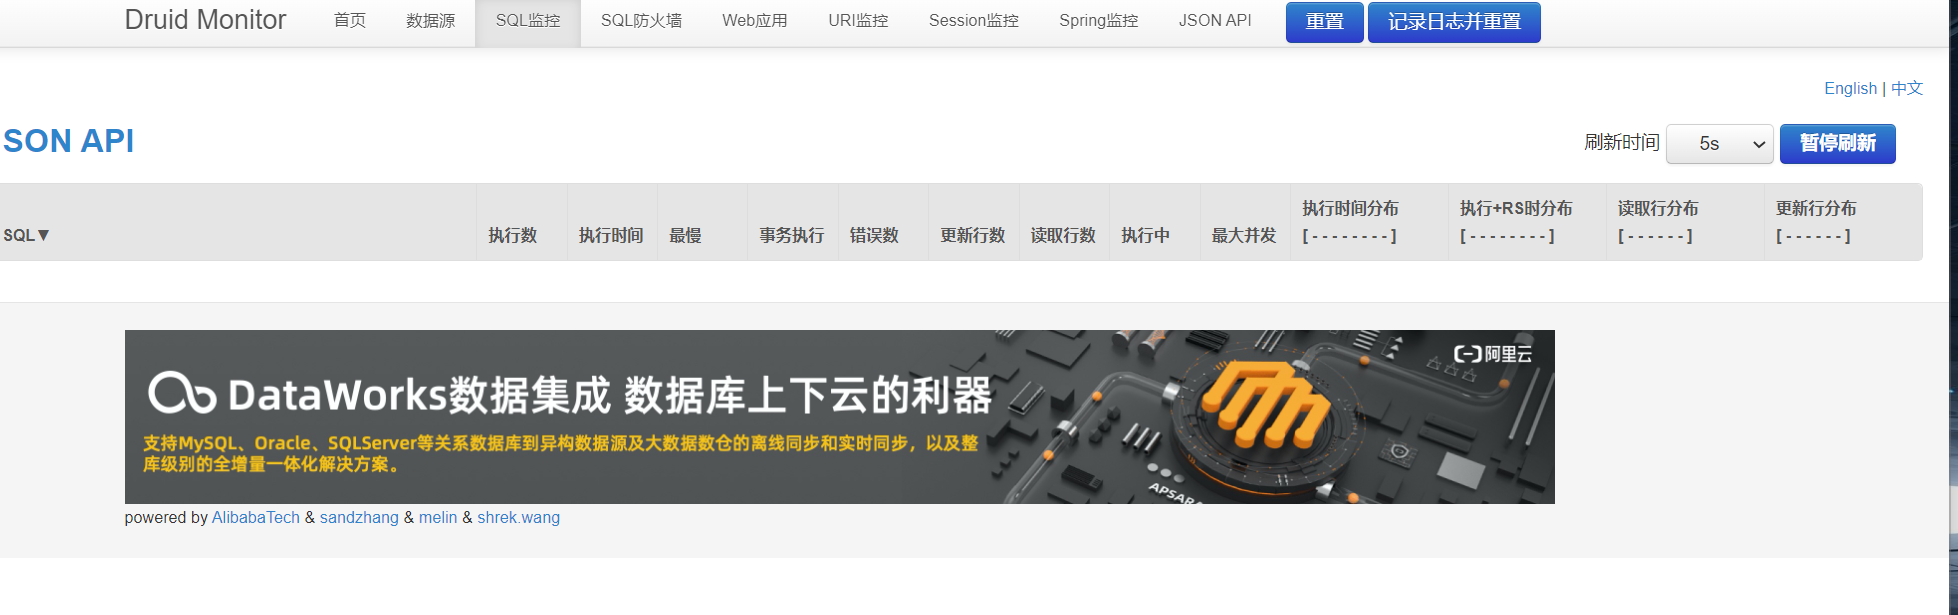 Druid Monitor 首页 数据源 SQL监控 SQL防火墙 Web应用 URI监控 Session监控 Spring监控 JSON API 重置 记录日志并重置
English | 中文
SON API 刷新时间 5s 暂停刷新
SQL▼ 执行数 执行时间 最慢 事务执行 错误数 更新行数 读取行数 执行中 最大并发 执行时间分布 [ - - - - - - - - ] 执行+RS时分布 [ - - - - - - - - ] 读取行分布 [ - - - - - - ] 更新行分布 [ - - - - - - ]
阿里云
DataWorks数据集成 数据库上下云的利器
支持MySQL、Oracle、SQLServer等关系数据库到异构数据源及大数据数仓的离线同步和实时同步，以及整
库级别的全增量一体化解决方案。
APSARA
powered by AlibabaTech & sandzhang & melin & shrek.wang